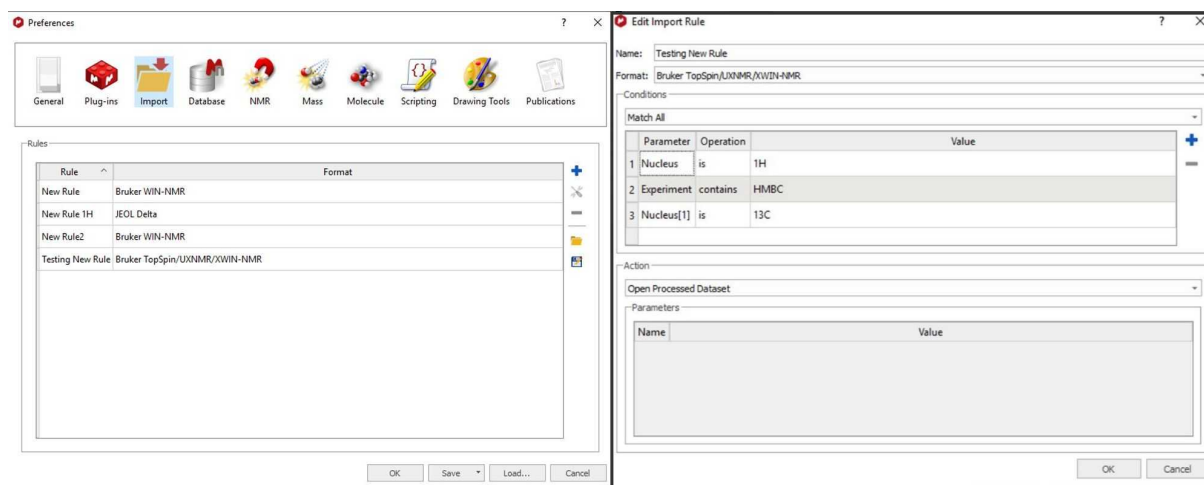 Preferences
?
General Plug-ins Import Database NMR Mass Molecule Scripting Drawing Tools Publications
Rules
Rule Format
New Rule Bruker WIN-NMR
New Rule 1H JEOL Delta
New Rule2 Bruker WIN-NMR
Testing New Rule Bruker TopSpin/UXNMR/XWIN-NMR
OK Save Load... Cancel
Edit Import Rule
?
Name: Testing New Rule
Format: Bruker TopSpin/UXNMR/XWIN-NMR
Conditions
Match All
Parameter Operation Value
1 Nucleus is 1H
2 Experiment contains HMBC
3 Nucleus[1] is 13C
Action
Open Processed Dataset
Parameters
Name Value
OK Cancel